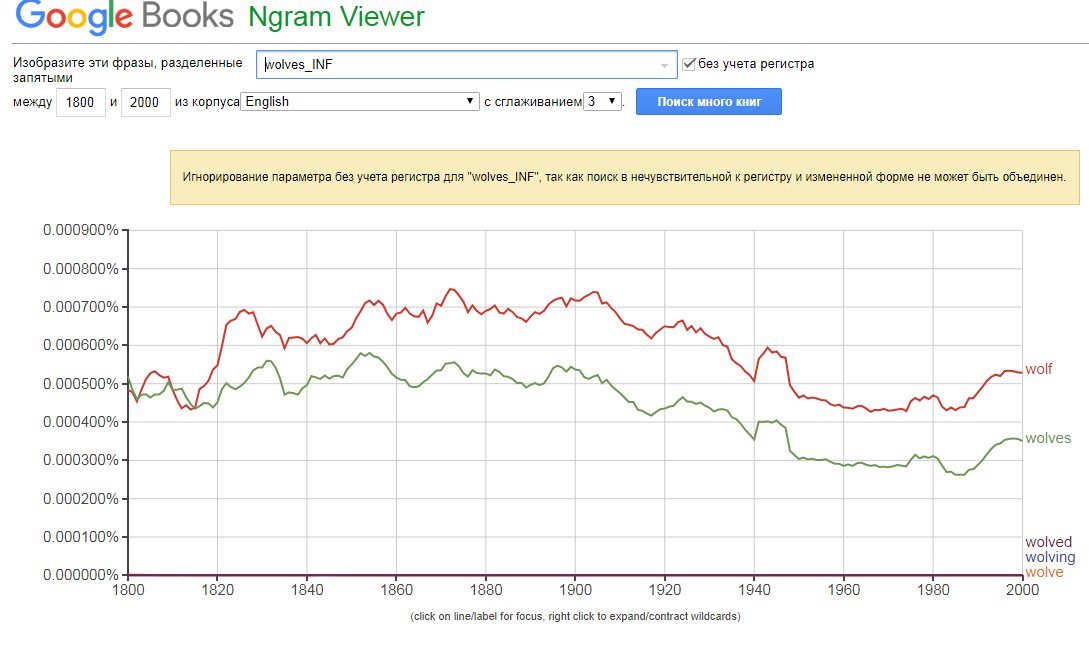 Google Books Ngram Viewer
Изобразите эти фразы, разделенные запятыми
wolves_INF
без учета регистра
между 1800 и 2000 из корпуса English с сглаживанием 3 . Поиск много книг
Игнорирование параметра без учета регистра для "wolves_INF", так как поиск в нечувствительной к регистру и измененной форме не может быть объединен.
0.000900%
0.000800%
0.000700%
0.000600%
0.000500%
0.000400%
0.000300%
0.000200%
0.000100%
0.000000%
wolf
wolves
wolved
wolving
wolve
1800 1820 1840 1860 1880 1900 1920 1940 1960 1980 2000
(click on line/label for focus, right click to expand/contract wildcards)